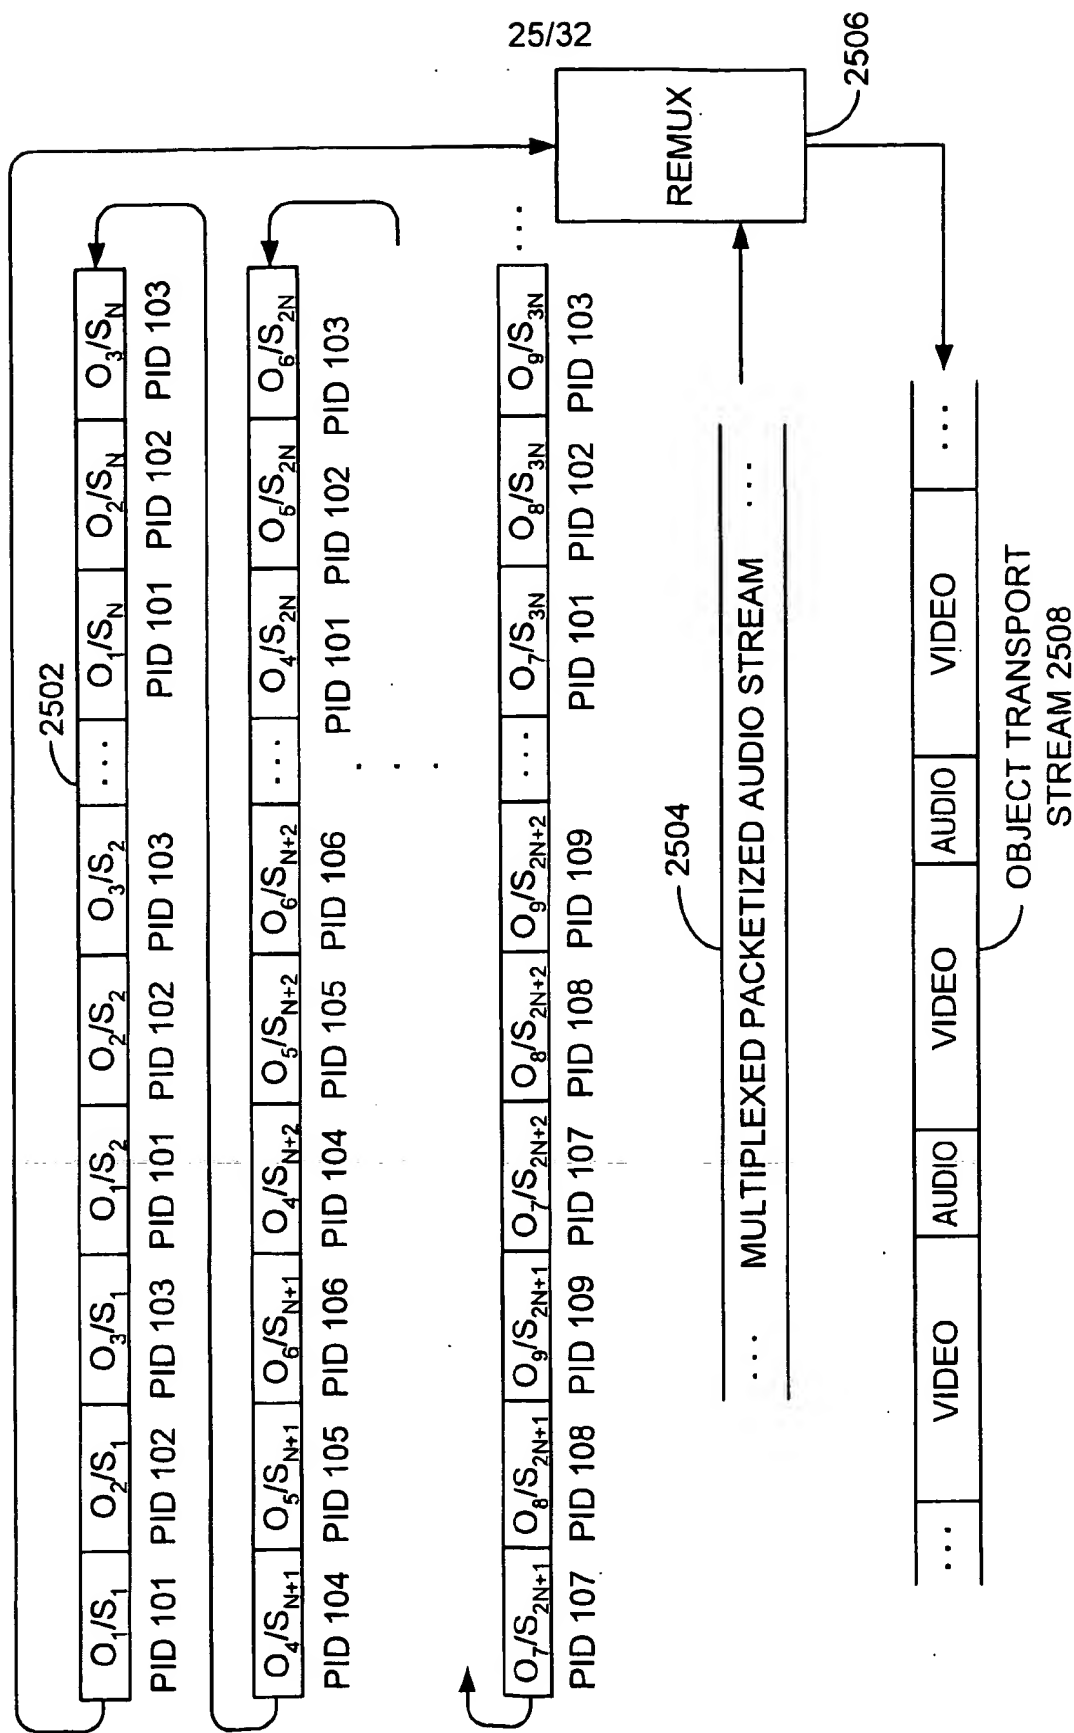 25/32
O1/S1 O2/S1 O3/S1 O1/S2 O2/S2 O3/S2 ... O1/SN O2/SN O3/SN
PID 101 PID 102 PID 103 PID 101 PID 102 PID 103 PID 101 PID 102 PID 103
2502
O4/SN+1 O5/SN+1 O6/SN+1 O4/SN+2 O5/SN+2 O6/SN+2 ... O4/S2N O5/S2N O6/S2N
PID 104 PID 105 PID 106 PID 104 PID 105 PID 106 PID 101 PID 102 PID 103
. . .
O7/S2N+1 O8/S2N+1 O9/S2N+1 O7/S2N+2 O8/S2N+2 O9/S2N+2 ... O7/S3N O8/S3N O9/S3N ...
PID 107 PID 108 PID 109 PID 107 PID 108 PID 109 PID 101 PID 102 PID 103
2504
... MULTIPLEXED PACKETIZED AUDIO STREAM ...
REMUX
2506
... VIDEO AUDIO VIDEO AUDIO VIDEO ...
OBJECT TRANSPORT
STREAM 2508